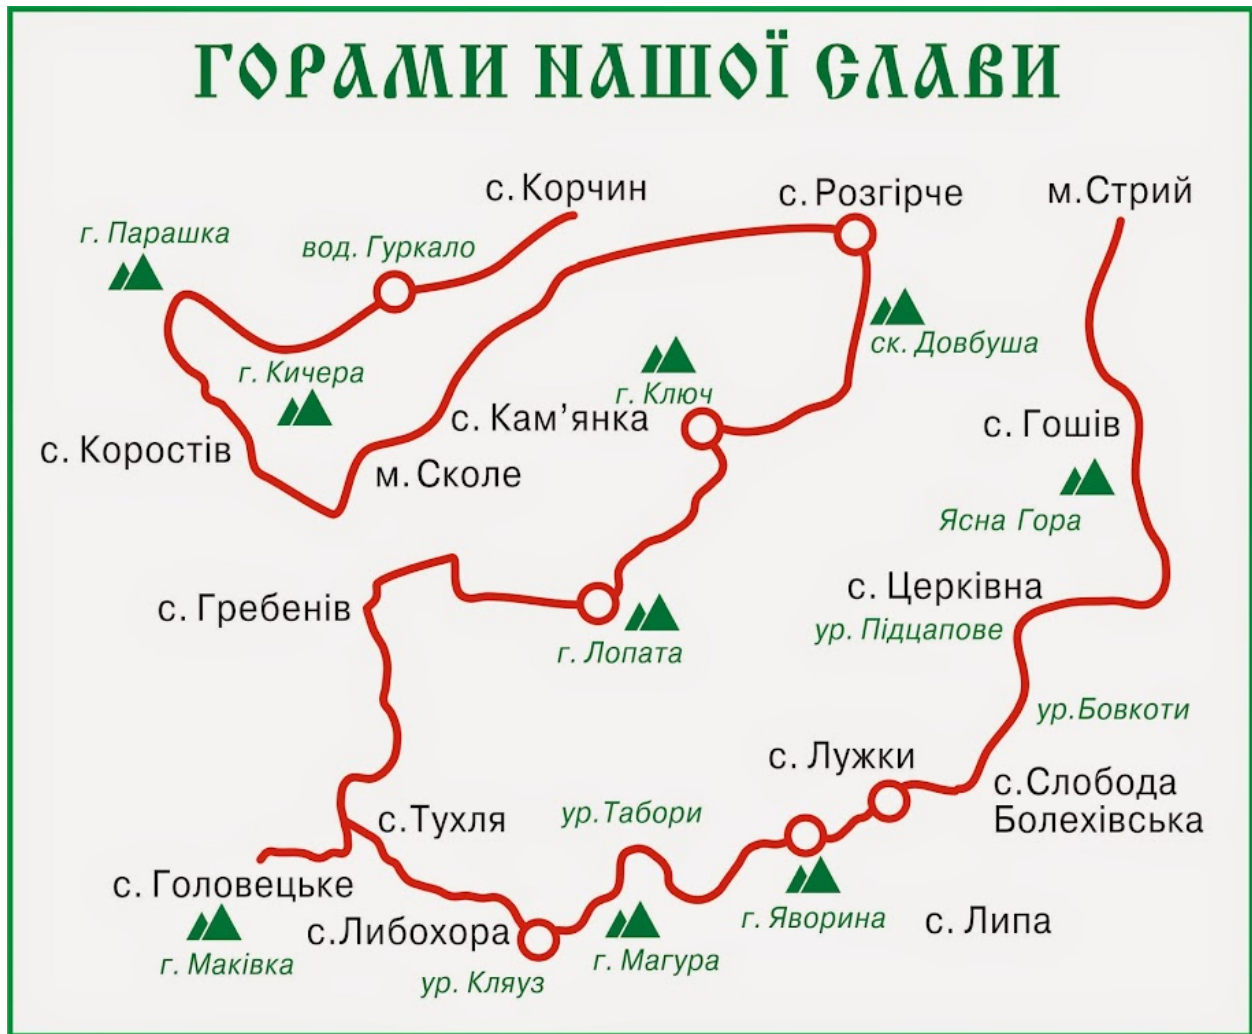 ГОРАМИ НАШОЇ СЛАВИ
с. Корчин
с. Розгірче
м.Стрий
г. Парашка
вод. Гуркало
ск. Довбуша
г. Кичера
г. Ключ
с. Кам’янка
с. Гошів
с. Коростів
м. Сколе
Ясна Гора
с. Церківна
с. Гребенів
ур. Підцапове
г. Лопата
ур.Бовкоти
с. Лужки
с.Слобода
Болехівська
с.Тухля
ур.Табори
с. Головецьке
с.Либохора
г. Яворина
с. Липа
г. Маківка
г. Магура
ур. Кляуз